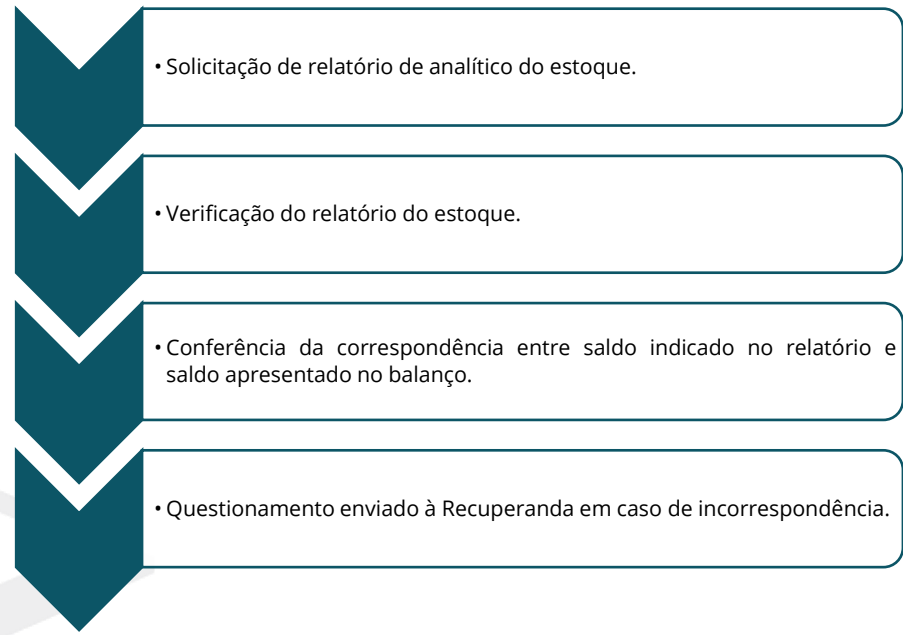 • Solicitação de relatório de analítico do estoque.
• Verificação do relatório do estoque.
• Conferência da correspondência entre saldo indicado no relatório e
saldo apresentado no balanço.
• Questionamento enviado à Recuperanda em caso de incorrespondência.